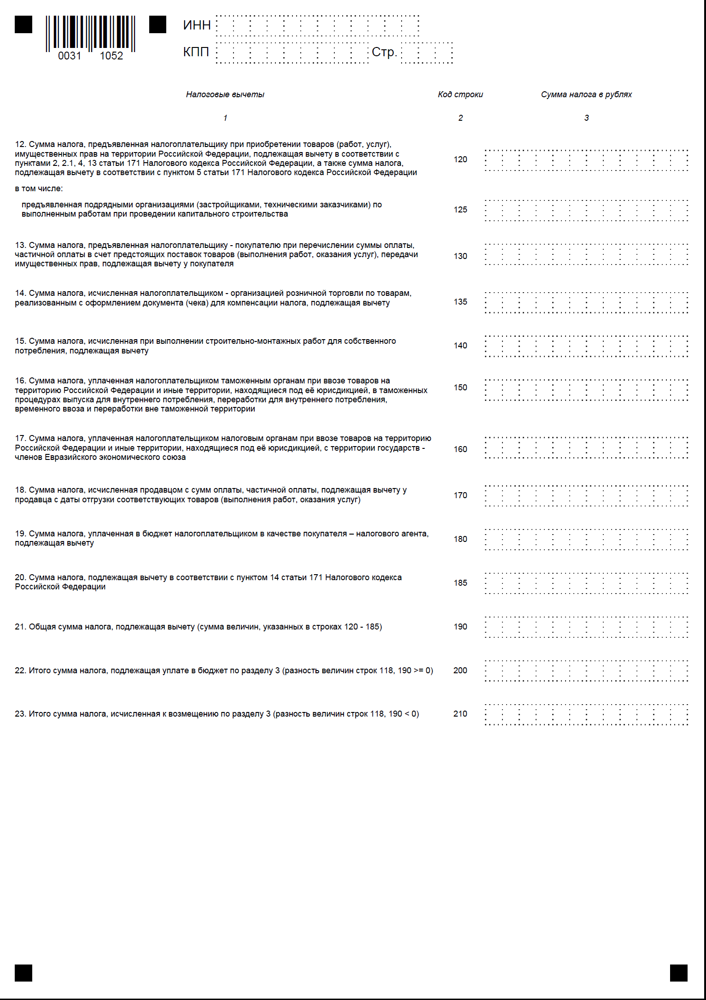 ИНН
КПП
Стр.
0031 1052
Налоговые вычеты Код строки Сумма налога в рублях
1 2 3
12. Сумма налога, предъявленная налогоплательщику при приобретении товаров (работ, услуг),
имущественных прав на территории Российской Федерации, подлежащая вычету в соответствии с
пунктами 2, 2.1, 4, 13 статьи 171 Налогового кодекса Российской Федерации, а также сумма налога,
подлежащая вычету в соответствии с пунктом 5 статьи 171 Налогового кодекса Российской Федерации
120
в том числе:
предъявленная подрядными организациями (застройщиками, техническими заказчиками) по
выполненным работам при проведении капитального строительства
125
13. Сумма налога, предъявленная налогоплательщику - покупателю при перечислении суммы оплаты,
частичной оплаты в счет предстоящих поставок товаров (выполнения работ, оказания услуг), передачи
имущественных прав, подлежащая вычету у покупателя
130
14. Сумма налога, исчисленная налогоплательщиком - организацией розничной торговли по товарам,
реализованным с оформлением документа (чека) для компенсации налога, подлежащая вычету
135
15. Сумма налога, исчисленная при выполнении строительно-монтажных работ для собственного
потребления, подлежащая вычету
140
16. Сумма налога, уплаченная налогоплательщиком таможенным органам при ввозе товаров на
территорию Российской Федерации и иные территории, находящиеся под её юрисдикцией, в таможенных
процедурах выпуска для внутреннего потребления, переработки для внутреннего потребления,
временного ввоза и переработки вне таможенной территории
150
17. Сумма налога, уплаченная налогоплательщиком налоговым органам при ввозе товаров на территорию
Российской Федерации и иные территории, находящиеся под её юрисдикцией, с территории государств -
членов Евразийского экономического союза
160
18. Сумма налога, исчисленная продавцом с сумм оплаты, частичной оплаты, подлежащая вычету у
продавца с даты отгрузки соответствующих товаров (выполнения работ, оказания услуг)
170
19. Сумма налога, уплаченная в бюджет налогоплательщиком в качестве покупателя – налогового агента,
подлежащая вычету
180
20. Сумма налога, подлежащая вычету в соответствии с пунктом 14 статьи 171 Налогового кодекса
Российской Федерации
185
21. Общая сумма налога, подлежащая вычету (сумма величин, указанных в строках 120 - 185)
190
22. Итого сумма налога, подлежащая уплате в бюджет по разделу 3 (разность величин строк 118, 190 >= 0)
200
23. Итого сумма налога, исчисленная к возмещению по разделу 3 (разность величин строк 118, 190 < 0)
210